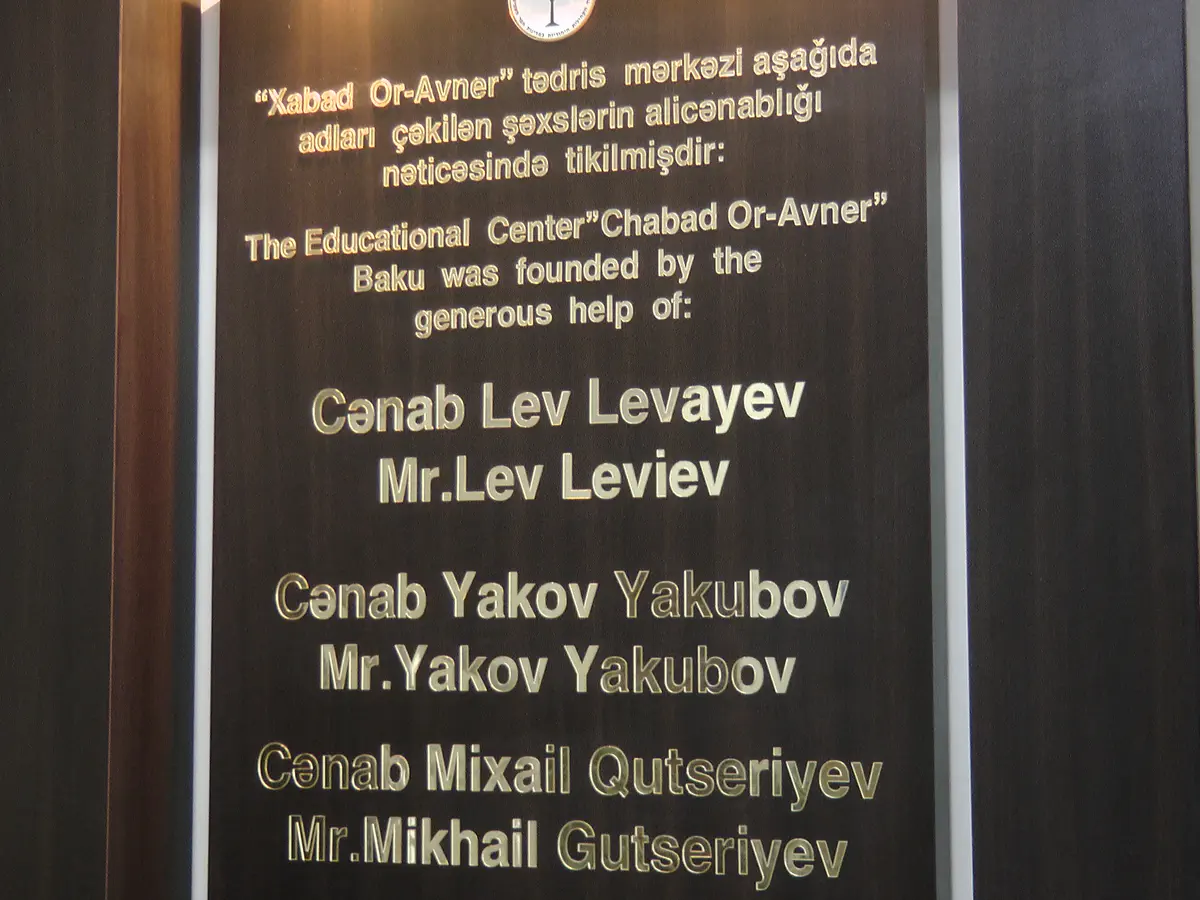 “Xabad Or-Avner” tədris mərkəzi aşağıda
adları çəkilən şəxslərin alicənablığı
nəticəsində tikilmişdir:
The Educational Center”Chabad Or-Avner”
Baku was founded by the
generous help of:
Cənab Lev Levayev
Mr.Lev Leviev
Cənab Yakov Yakubov
Mr.Yakov Yakubov
Cənab Mixail Qutseriyev
Mr.Mikhail Gutseriyev